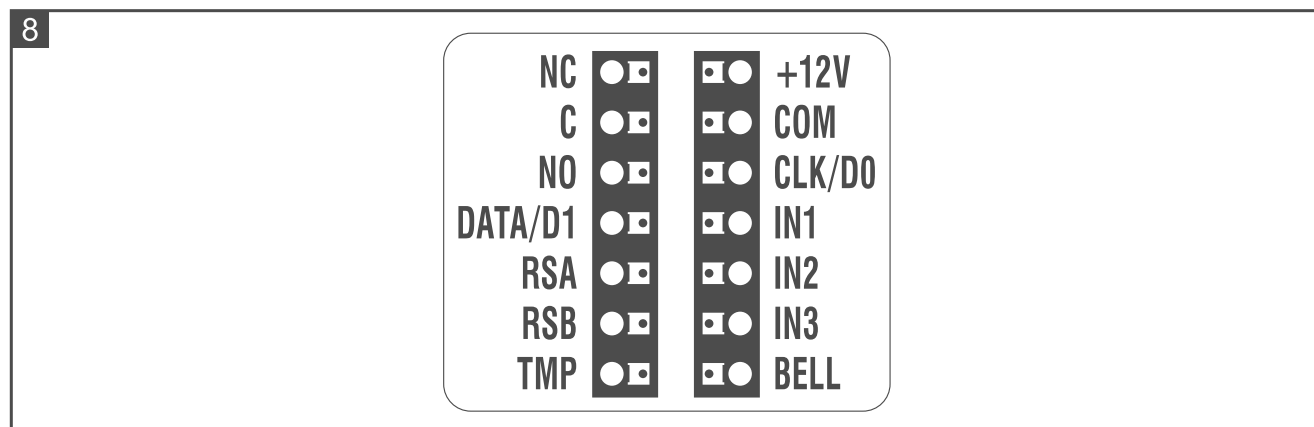 8
NC +12V
C COM
NO CLK/D0
DATA/D1 IN1
RSA IN2
RSB IN3
TMP BELL